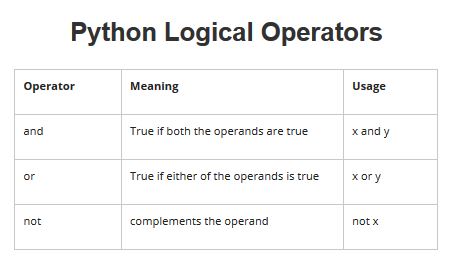 Python Logical Operators
Operator Meaning Usage
and True if both the operands are true x and y
or True if either of the operands is true x or y
not complements the operand not x